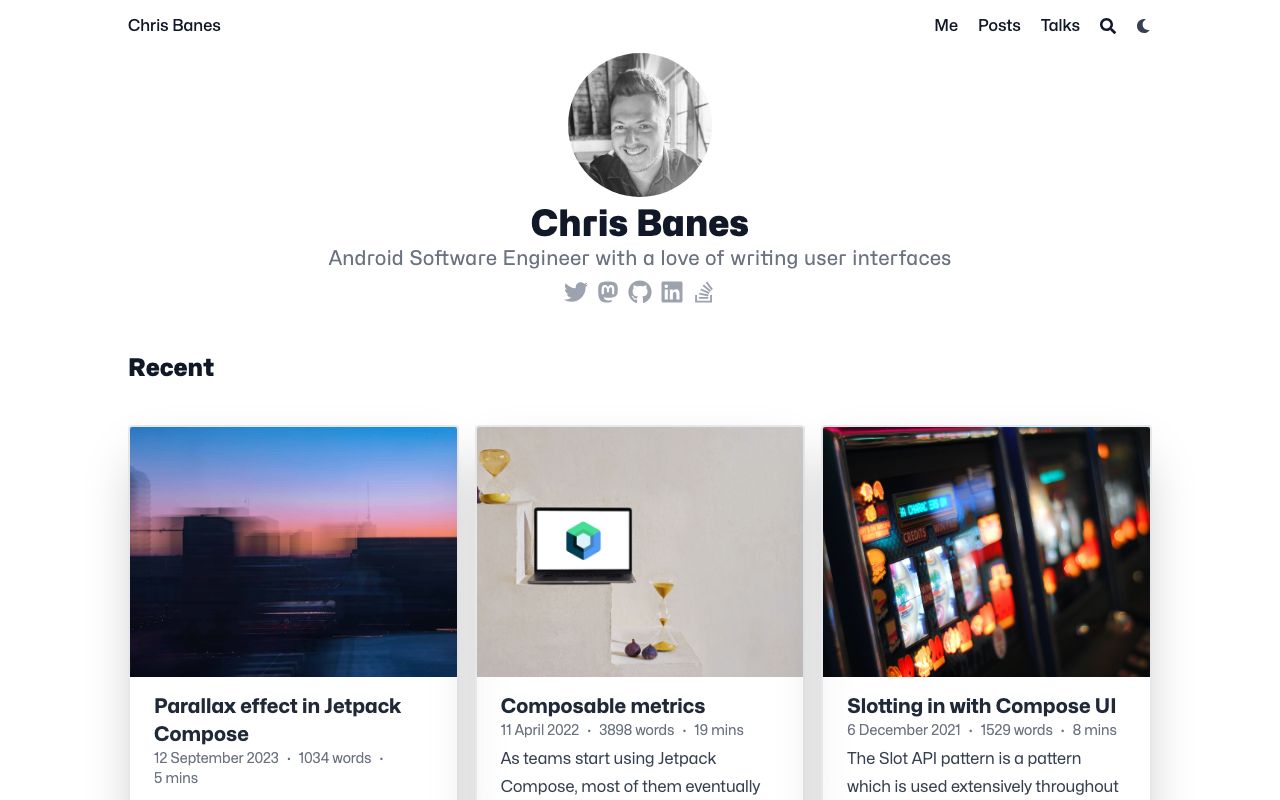 Chris Banes
Me Posts Talks
Chris Banes
Android Software Engineer with a love of writing user interfaces
Recent
Parallax effect in Jetpack
Compose
12 September 2023 · 1034 words ·
5 mins
Composable metrics
11 April 2022 · 3898 words · 19 mins
As teams start using Jetpack
Compose, most of them eventually
CREDITS
Slotting in with Compose UI
6 December 2021 · 1529 words · 8 mins
The Slot API pattern is a pattern
which is used extensively throughout